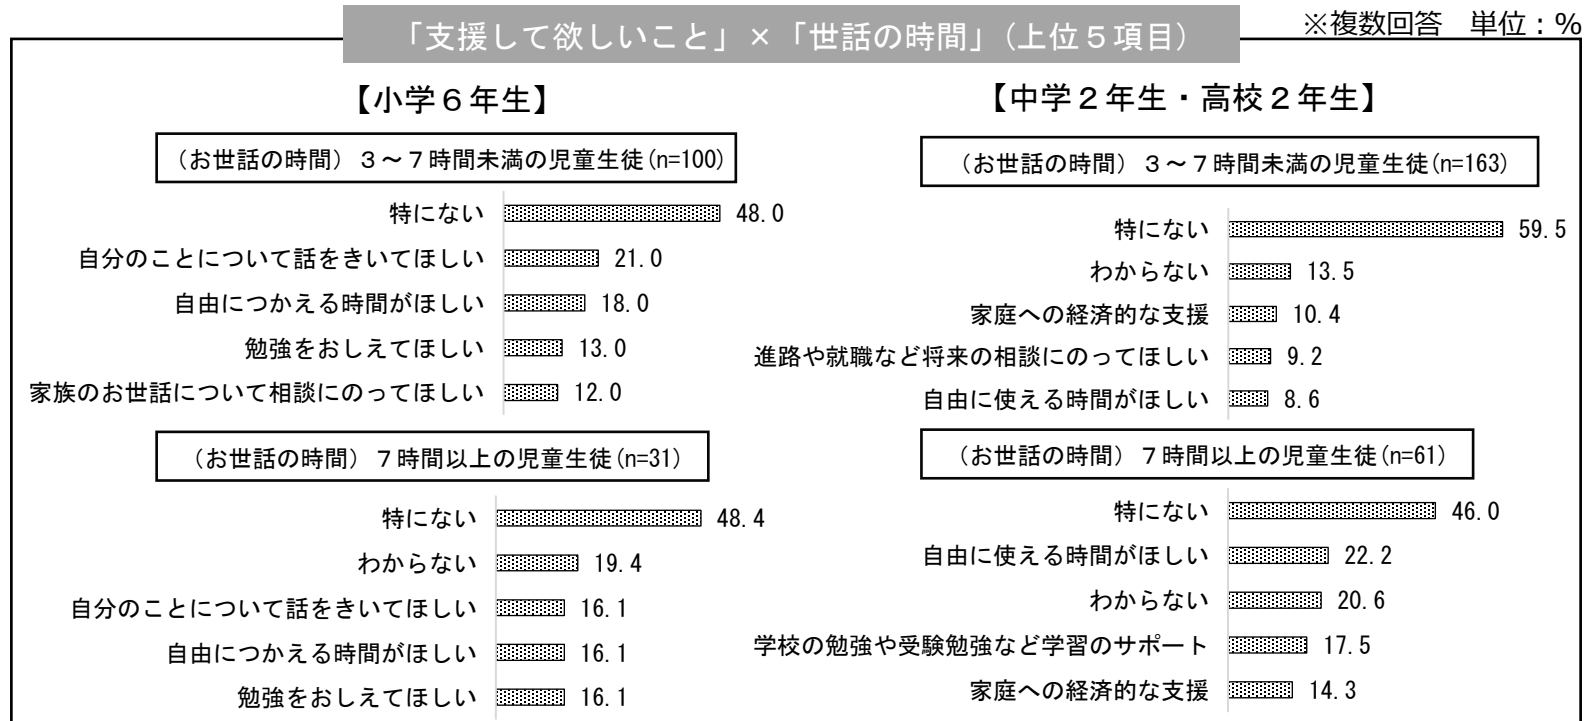 「支援して欲しいこと」×「世話の時間」(上位５項目)
※複数回答　単位：%
【小学６年生】
（お世話の時間）３～７時間未満の児童生徒(n=100)
特にない 48.0
自分のことについて話をきいてほしい 21.0
自由につかえる時間がほしい 18.0
勉強をおしえてほしい 13.0
家族のお世話について相談にのってほしい 12.0
（お世話の時間）７時間以上の児童生徒(n=31)
特にない 48.4
わからない 19.4
自分のことについて話をきいてほしい 16.1
自由につかえる時間がほしい 16.1
勉強をおしえてほしい 16.1
【中学２年生・高校２年生】
（お世話の時間）３～７時間未満の児童生徒(n=163)
特にない 59.5
わからない 13.5
家庭への経済的な支援 10.4
進路や就職など将来の相談にのってほしい 9.2
自由に使える時間がほしい 8.6
（お世話の時間）７時間以上の児童生徒(n=61)
特にない 46.0
自由に使える時間がほしい 22.2
わからない 20.6
学校の勉強や受験勉強など学習のサポート 17.5
家庭への経済的な支援 14.3